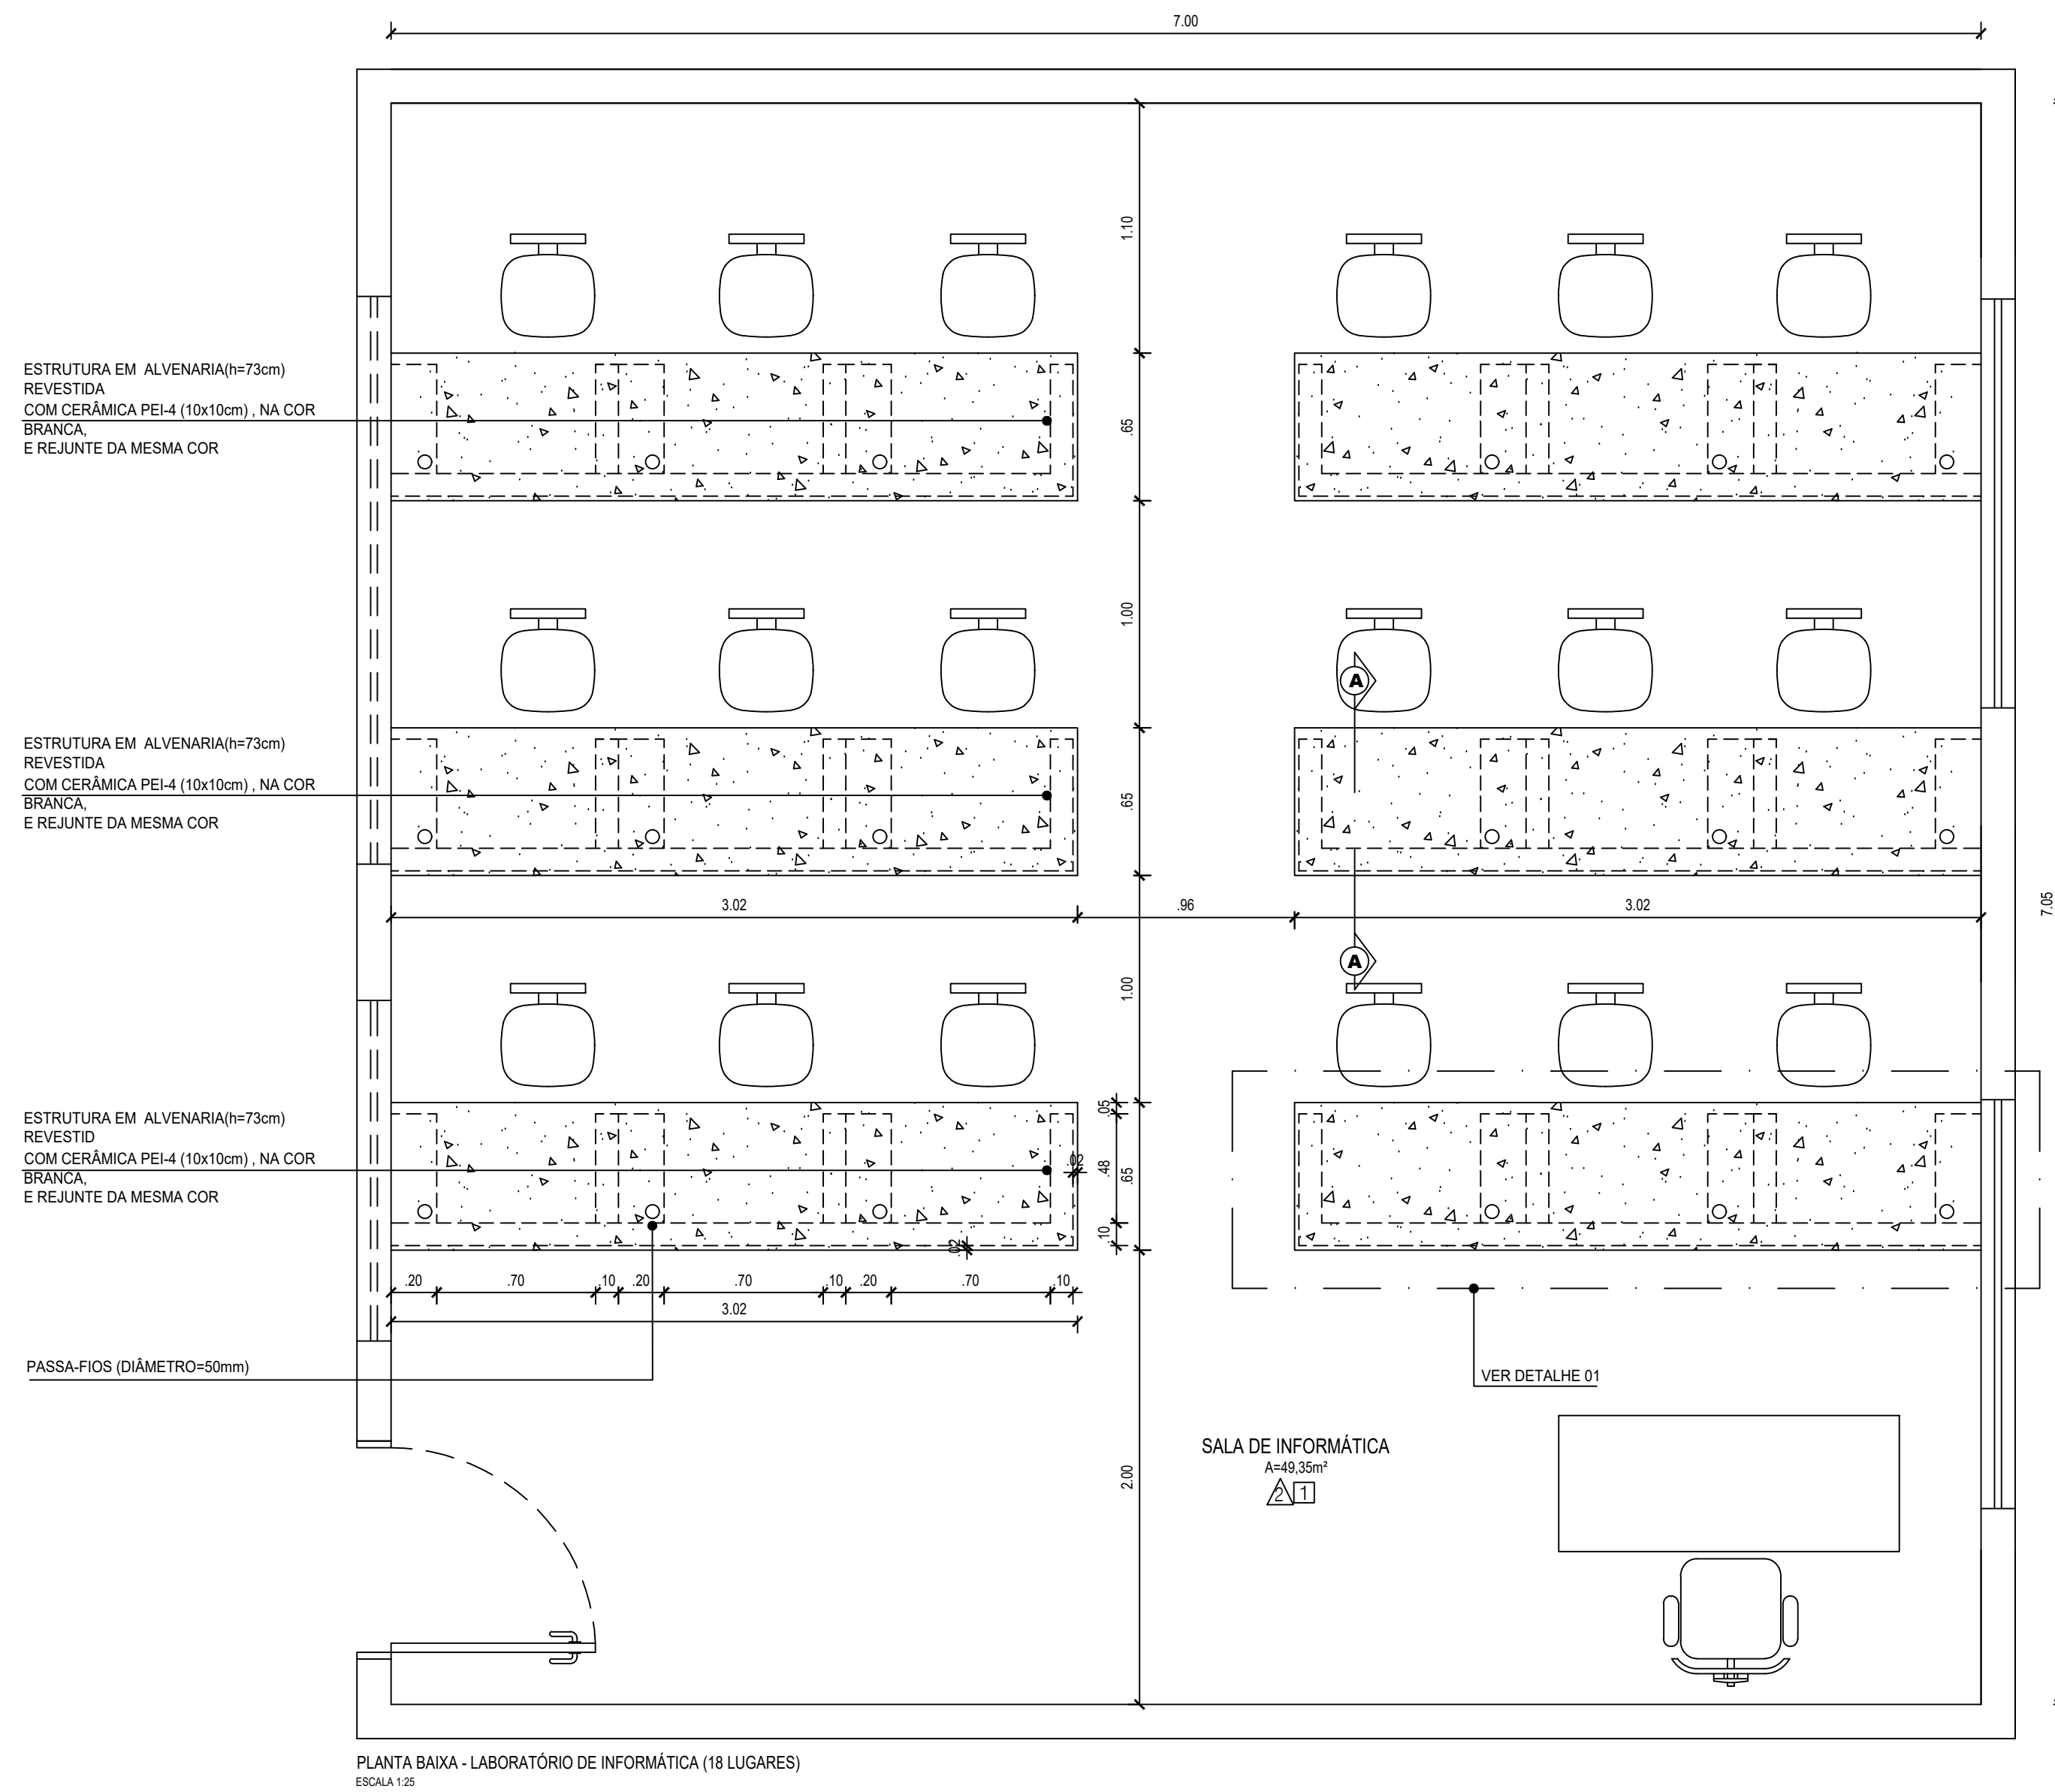 7.00
1.10
ESTRUTURA EM ALVENARIA(h=73cm)
REVESTIDA
COM CERÂMICA PEI-4 (10x10cm) , NA COR
BRANCA,
E REJUNTE DA MESMA COR
.65
1.00
A
ESTRUTURA EM ALVENARIA(h=73cm)
REVESTIDA
COM CERÂMICA PEI-4 (10x10cm) , NA COR
BRANCA,
E REJUNTE DA MESMA COR
.65
3.02 .96 3.02
7.05
A
1.00
ESTRUTURA EM ALVENARIA(h=73cm)
REVESTID
COM CERÂMICA PEI-4 (10x10cm) , NA COR
BRANCA,
E REJUNTE DA MESMA COR
.05
.02
.48
.65
.10
.02
.20 .70 .10 .20 .70 .10 .20 .70 .10
3.02
PASSA-FIOS (DIÂMETRO=50mm)
VER DETALHE 01
2.00
SALA DE INFORMÁTICA
A=49,35m²
2 1
PLANTA BAIXA - LABORATÓRIO DE INFORMÁTICA (18 LUGARES)
ESCALA 1:25